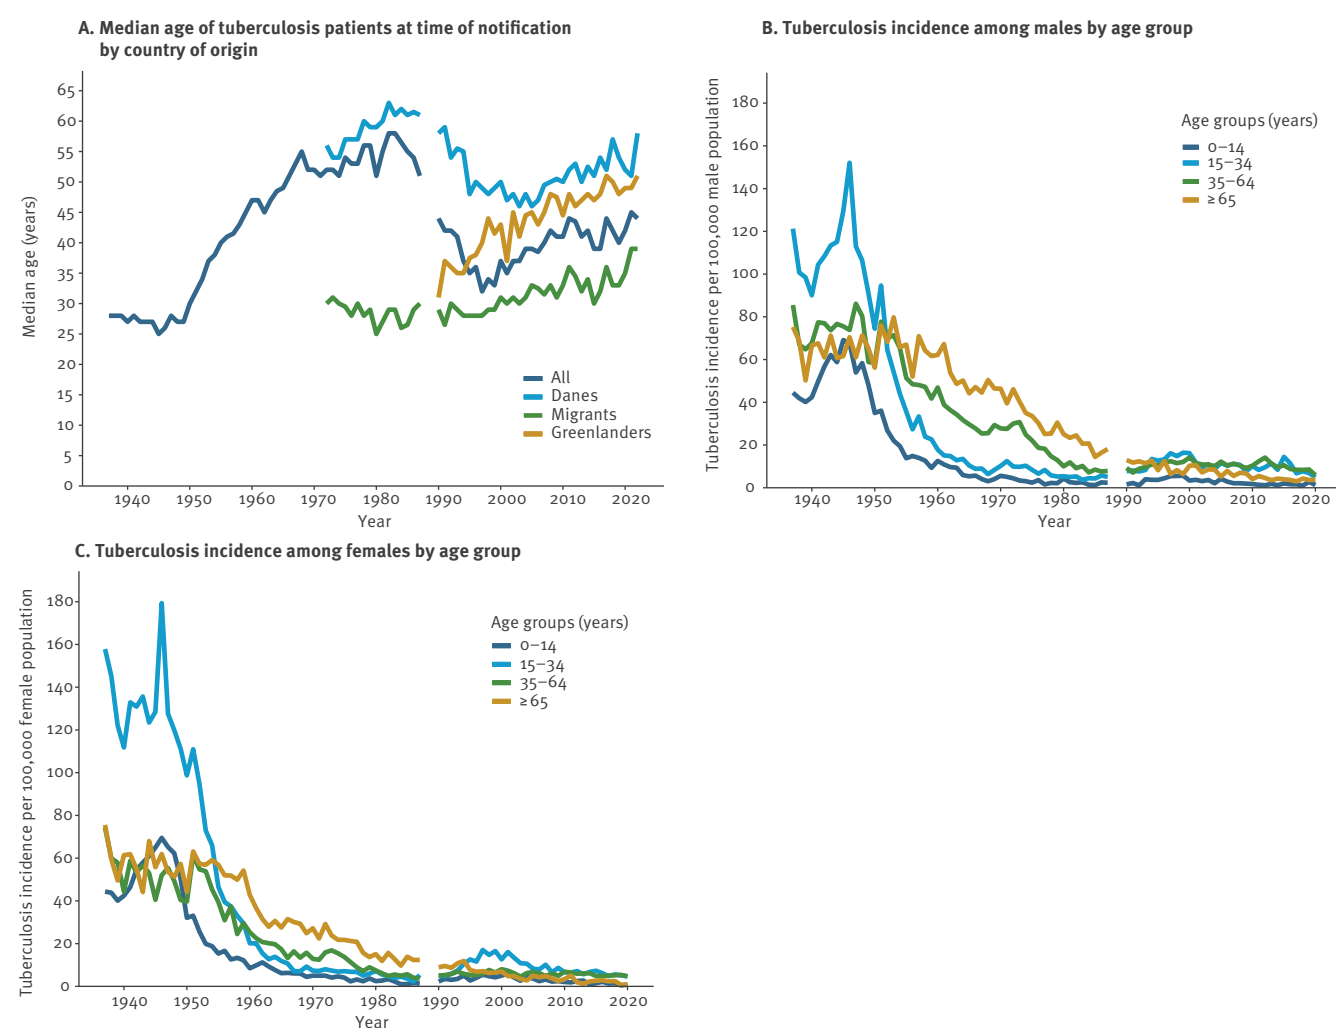 A. Median age of tuberculosis patients at time of notification
by country of origin
Median age (years)
65
60
55
50
45
40
35
30
25
20
15
10
5
0
1940 1950 1960 1970 1980 1990 2000 2010 2020
Year
All
Danes
Migrants
Greenlanders
B. Tuberculosis incidence among males by age group
Tuberculosis incidence per 100,000 male population
180
160
140
120
100
80
60
40
20
0
1940 1950 1960 1970 1980 1990 2000 2010 2020
Year
Age groups (years)
0–14
15–34
35–64
≥65
C. Tuberculosis incidence among females by age group
Tuberculosis incidence per 100,000 female population
180
160
140
120
100
80
60
40
20
0
1940 1950 1960 1970 1980 1990 2000 2010 2020
Year
Age groups (years)
0–14
15–34
35–64
≥65